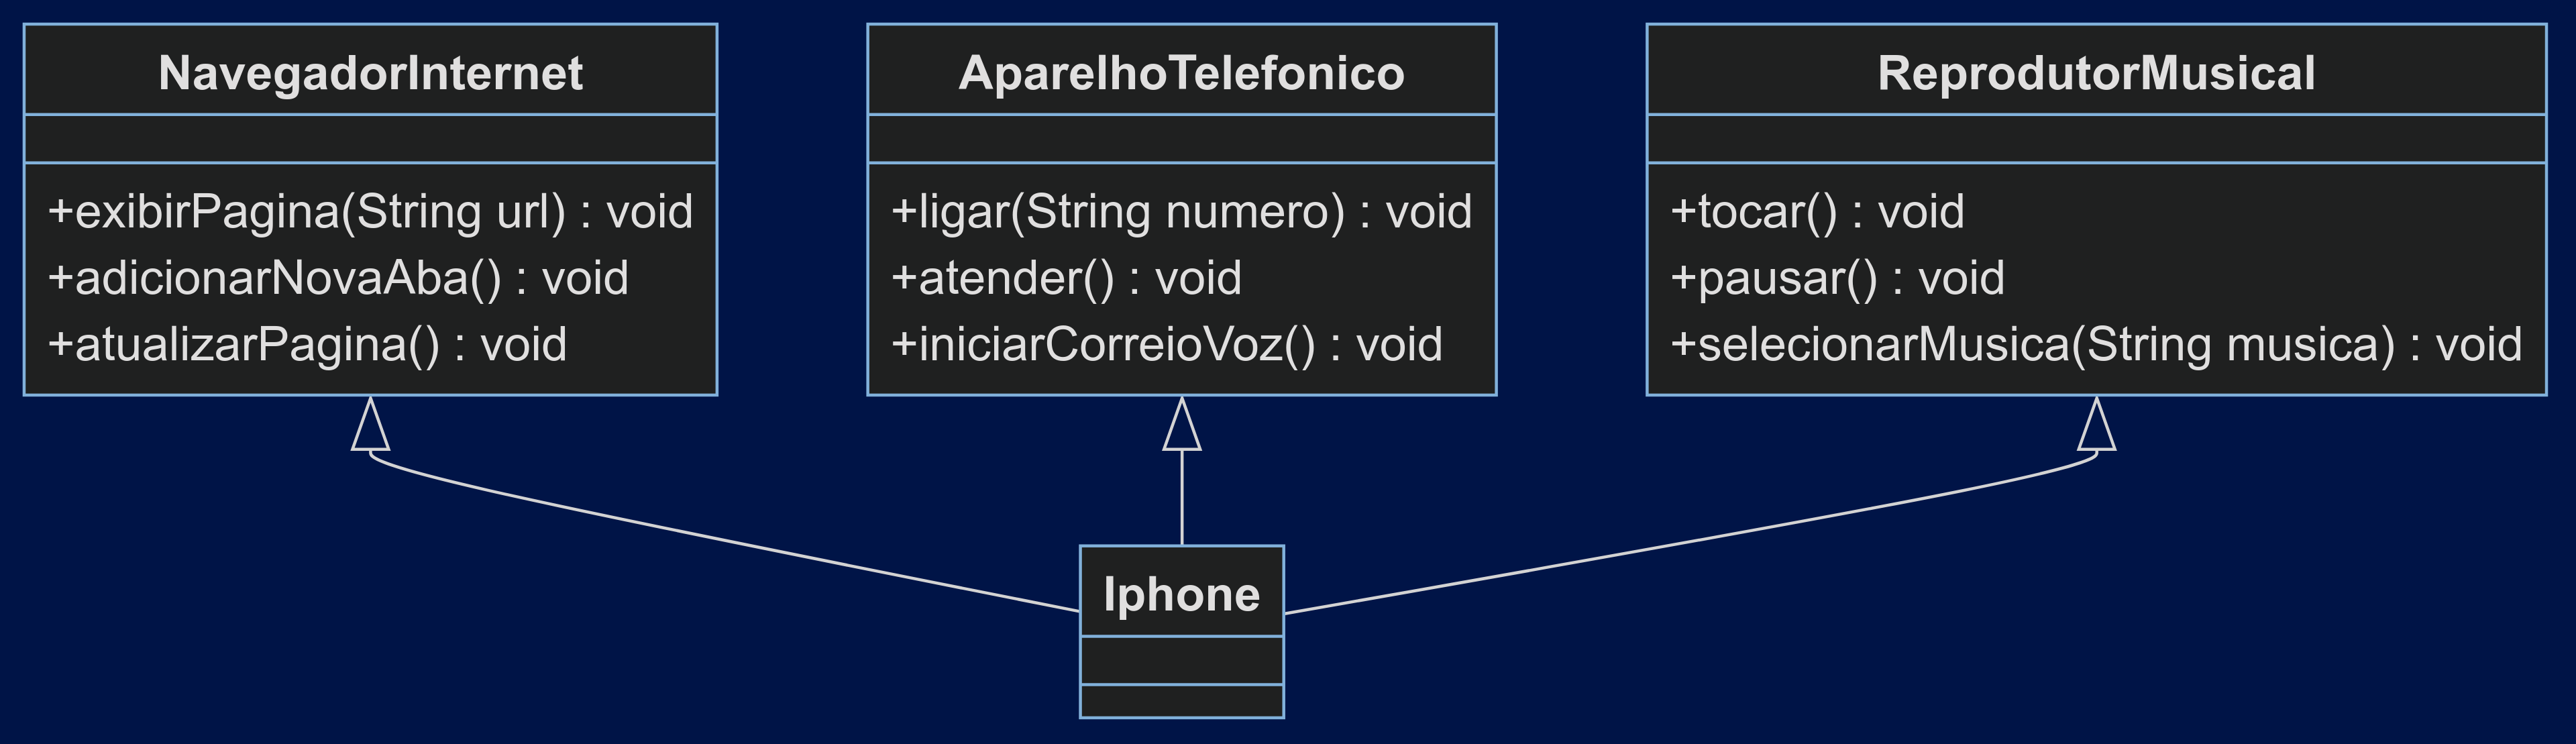 NavegadorInternet
+exibirPagina(String url) : void
+adicionarNovaAba() : void
+atualizarPagina() : void
AparelhoTelefonico
+ligar(String numero) : void
+atender() : void
+iniciarCorreioVoz() : void
ReprodutorMusical
+tocar() : void
+pausar() : void
+selecionarMusica(String musica) : void
Iphone